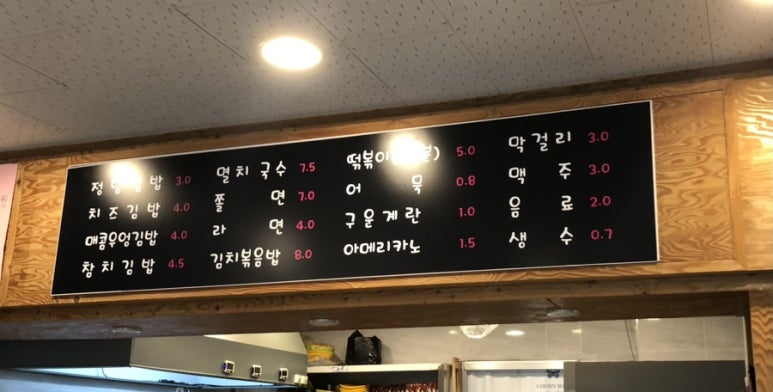 김밥 3.0
치즈김밥 4.0
매콤우엉김밥 4.0
참치김밥 4.5
멸치국수 7.5
쫄면 7.0
라면 4.0
김치볶음밥 8.0
떡볶이 5.0
어묵 0.8
구운계란 1.0
아메리카노 1.5
막걸리 3.0
맥주 3.0
음료 2.0
생수 0.7